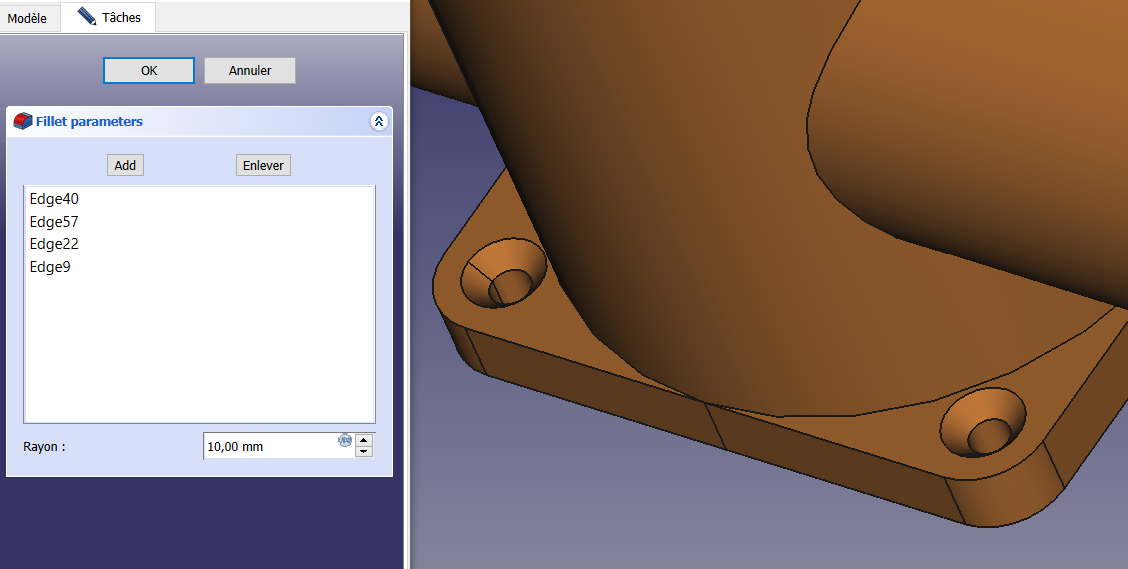 Modèle
Tâches
OK
Annuler
Fillet parameters
Add
Enlever
Edge40
Edge57
Edge22
Edge9
Rayon :
10,00 mm